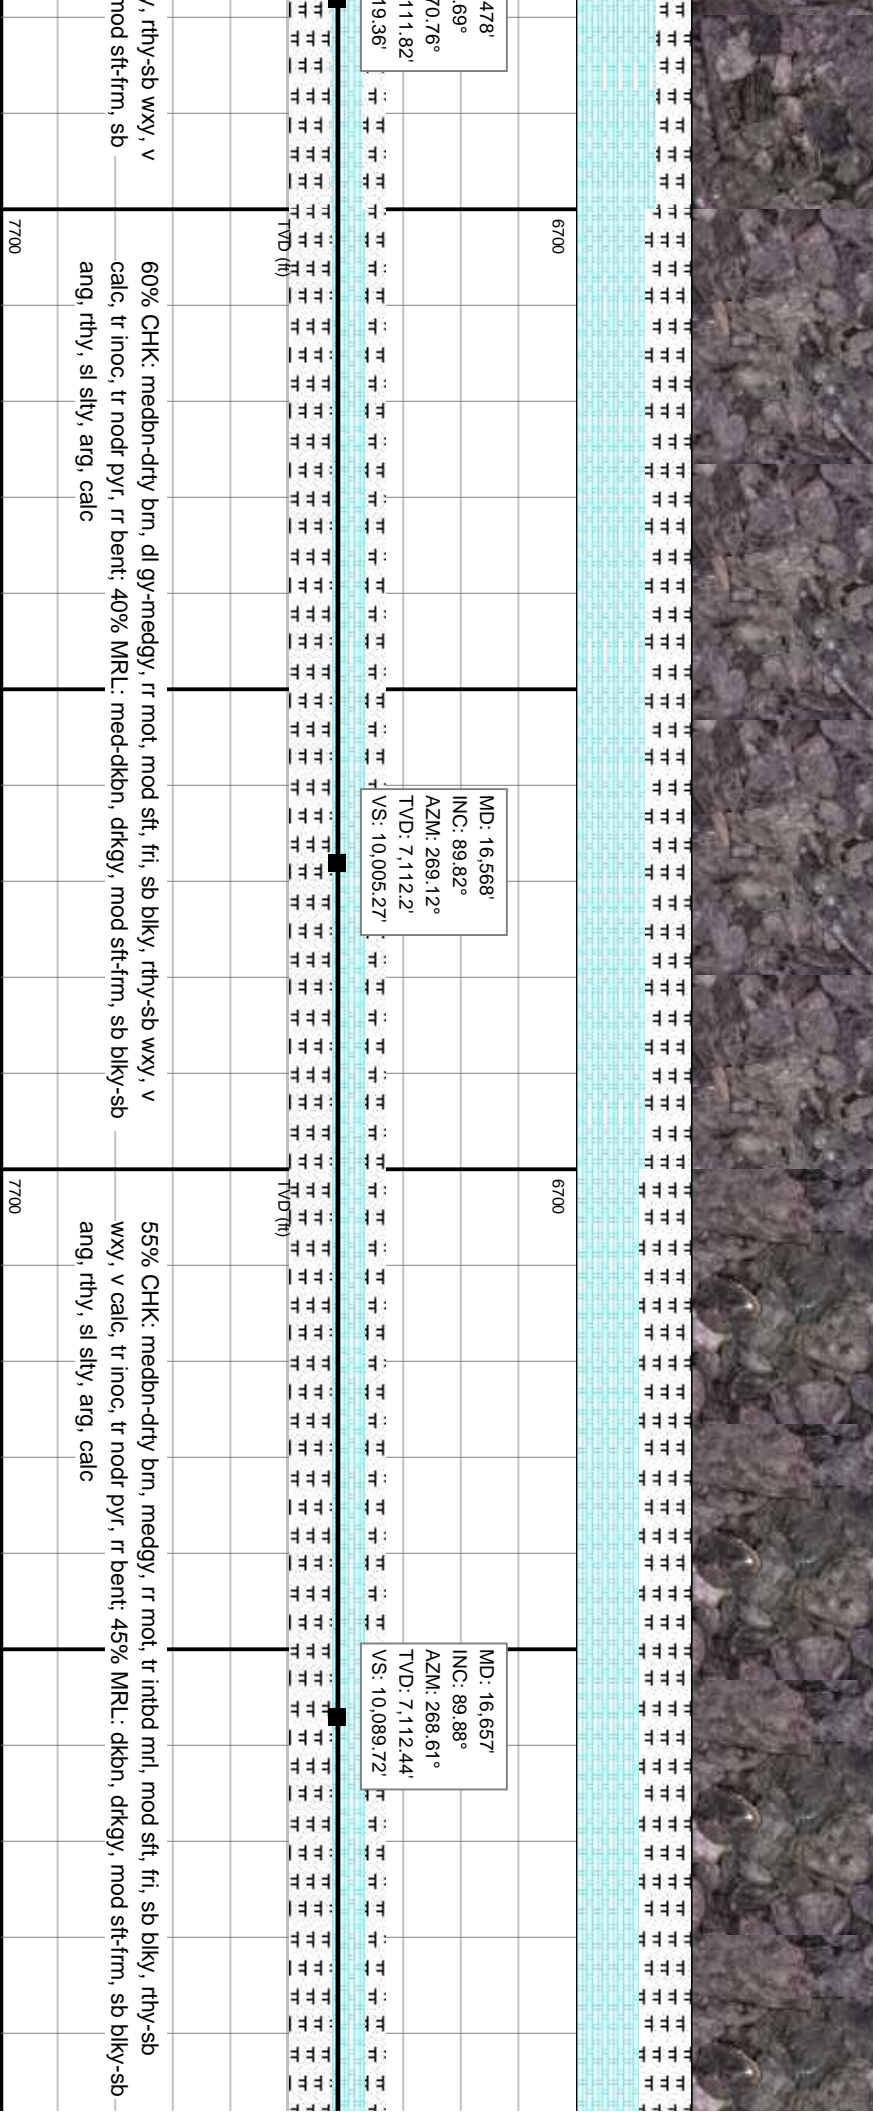 478'
.69°
70.76°
111.82'
19.36'
, rthy-sb wxy, v
mod sft-frm, sb
6700
TVD (ft)
7700
60% CHK: medbn-drty brn, dl gy-medgy, rr mot, mod sft, fri, sb blky, rthy-sb wxy, v
calc, tr inoc, tr nodr pyr, rr bent; 40% MRL: med-dkbn, drkgy, mod sft-frm, sb blky-sb
ang, rthy, sl slty, arg, calc
MD: 16,568'
INC: 89.82°
AZM: 269.12°
TVD: 7,112.2'
VS: 10,005.27'
6700
TVD (ft)
7700
55% CHK: medbn-drty brn, medgy, rr mot, tr intbd mrl, mod sft, fri, sb blky, rthy-sb
wxy, v calc, tr inoc, tr nodr pyr, rr bent; 45% MRL: dkbn, drkgy, mod sft-frm, sb blky-sb
ang, rthy, sl slty, arg, calc
MD: 16,657'
INC: 89.88°
AZM: 268.61°
TVD: 7,112.44'
VS: 10,089.72'